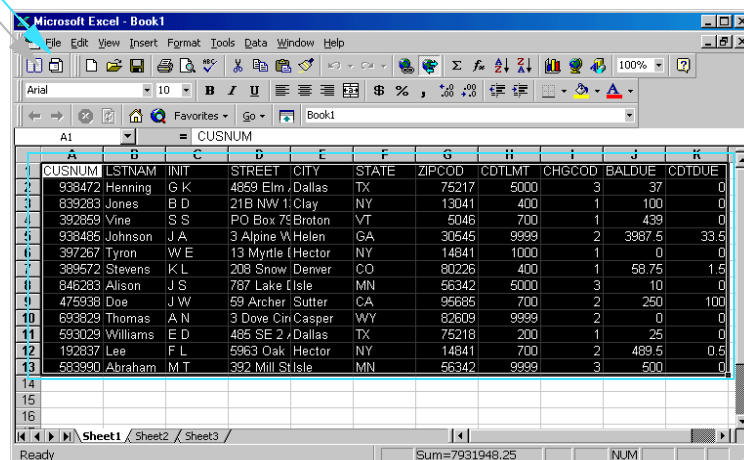 Microsoft Excel - Book1
File Edit View Insert Format Tools Data Window Help
100%
Arial 10 B I U $ % ,
Favorites Go Book1
A1 = CUSNUM
A B C D E F G H I J K
1 CUSNUM LSTNAM INIT STREET CITY STATE ZIPCOD CDTLMT CHGCOD BALDUE CDTDUE
2 938472 Henning G K 4859 Elm Dallas TX 75217 5000 3 37 0
3 839283 Jones B D 21B NW 1 Clay NY 13041 400 1 100 0
4 392859 Vine S S PO Box 79 Broton VT 5046 700 1 439 0
5 938485 Johnson J A 3 Alpine W Helen GA 30545 9999 2 3987.5 33.5
6 397267 Tyron W E 13 Myrtle Hector NY 14841 1000 1 0 0
7 389572 Stevens K L 208 Snow Denver CO 80226 400 1 58.75 1.5
8 846283 Alison J S 787 Lake Isle MN 56342 5000 3 10 0
9 475938 Doe J W 59 Archer Sutter CA 95685 700 2 250 100
10 693829 Thomas A N 3 Dove Circ Casper WY 82609 9999 2 0 0
11 593029 Williams E D 485 SE 2 Dallas TX 75218 200 1 25 0
12 192837 Lee F L 5963 Oak Hector NY 14841 700 2 489.5 0.5
13 583990 Abraham M T 392 Mill St Isle MN 56342 9999 3 500 0
14
15
16
Sheet1 Sheet2 Sheet3
Ready Sum=7931948.25 NUM